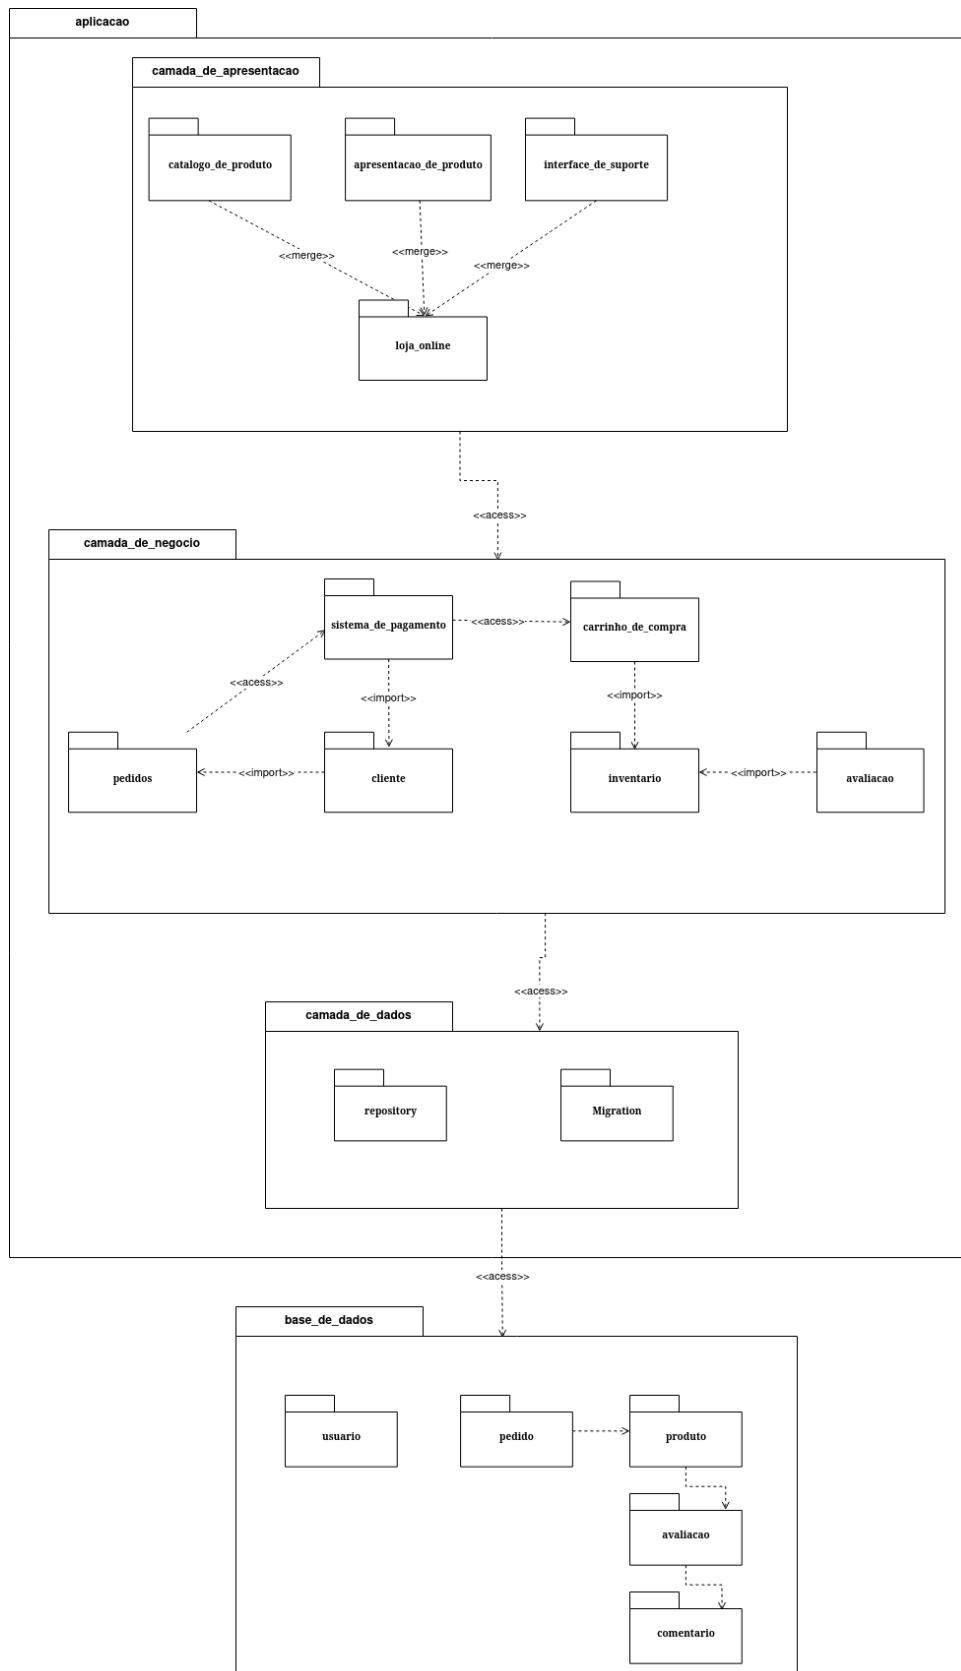 aplicacao
camada_de_apresentacao
catalogo_de_produto
apresentacao_de_produto
interface_de_suporte
<<merge>>
<<merge>>
<<merge>>
loja_online
<<acess>>
camada_de_negocio
sistema_de_pagamento
<<acess>>
carrinho_de_compra
<<acess>>
<<import>>
<<import>>
pedidos
<<import>>
cliente
inventario
<<import>>
avaliacao
<<acess>>
camada_de_dados
repository
Migration
<<acess>>
base_de_dados
usuario
pedido
produto
avaliacao
comentario